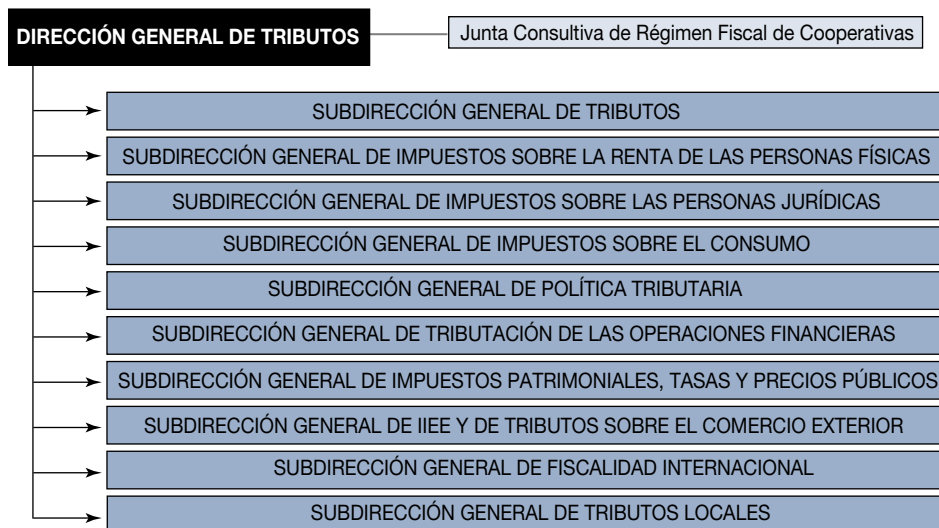 DIRECCIÓN GENERAL DE TRIBUTOS
Junta Consultiva de Régimen Fiscal de Cooperativas
SUBDIRECCIÓN GENERAL DE TRIBUTOS
SUBDIRECCIÓN GENERAL DE IMPUESTOS SOBRE LA RENTA DE LAS PERSONAS FÍSICAS
SUBDIRECCIÓN GENERAL DE IMPUESTOS SOBRE LAS PERSONAS JURÍDICAS
SUBDIRECCIÓN GENERAL DE IMPUESTOS SOBRE EL CONSUMO
SUBDIRECCIÓN GENERAL DE POLÍTICA TRIBUTARIA
SUBDIRECCIÓN GENERAL DE TRIBUTACIÓN DE LAS OPERACIONES FINANCIERAS
SUBDIRECCIÓN GENERAL DE IMPUESTOS PATRIMONIALES, TASAS Y PRECIOS PÚBLICOS
SUBDIRECCIÓN GENERAL DE IIEE Y DE TRIBUTOS SOBRE EL COMERCIO EXTERIOR
SUBDIRECCIÓN GENERAL DE FISCALIDAD INTERNACIONAL
SUBDIRECCIÓN GENERAL DE TRIBUTOS LOCALES